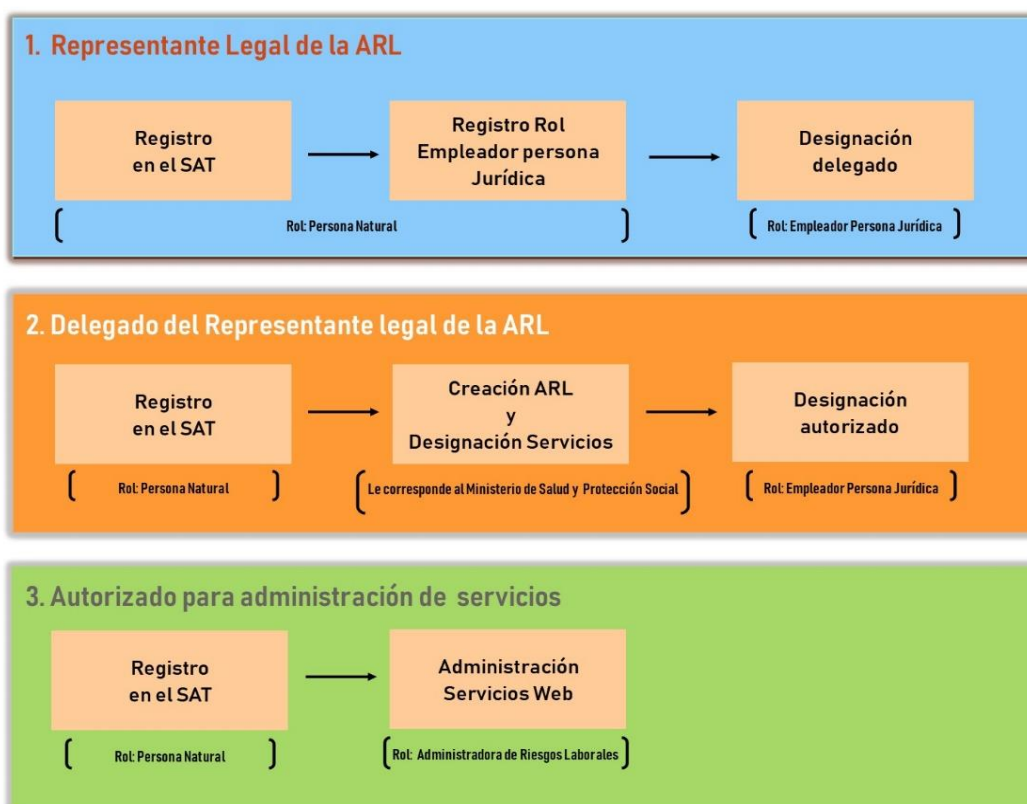 1. Representante Legal de la ARL
Registro
en el SAT
Registro Rol
Empleador persona
Jurídica
Designación
delegado
Rol: Persona Natural
Rol: Empleador Persona Jurídica
2. Delegado del Representante legal de la ARL
Registro
en el SAT
Creación ARL
y
Designación Servicios
Designación
autorizado
Rol: Persona Natural
Le corresponde al Ministerio de Salud y Protección Social
Rol: Empleador Persona Jurídica
3. Autorizado para administración de servicios
Registro
en el SAT
Administración
Servicios Web
Rol: Persona Natural
Rol: Administradora de Riesgos Laborales